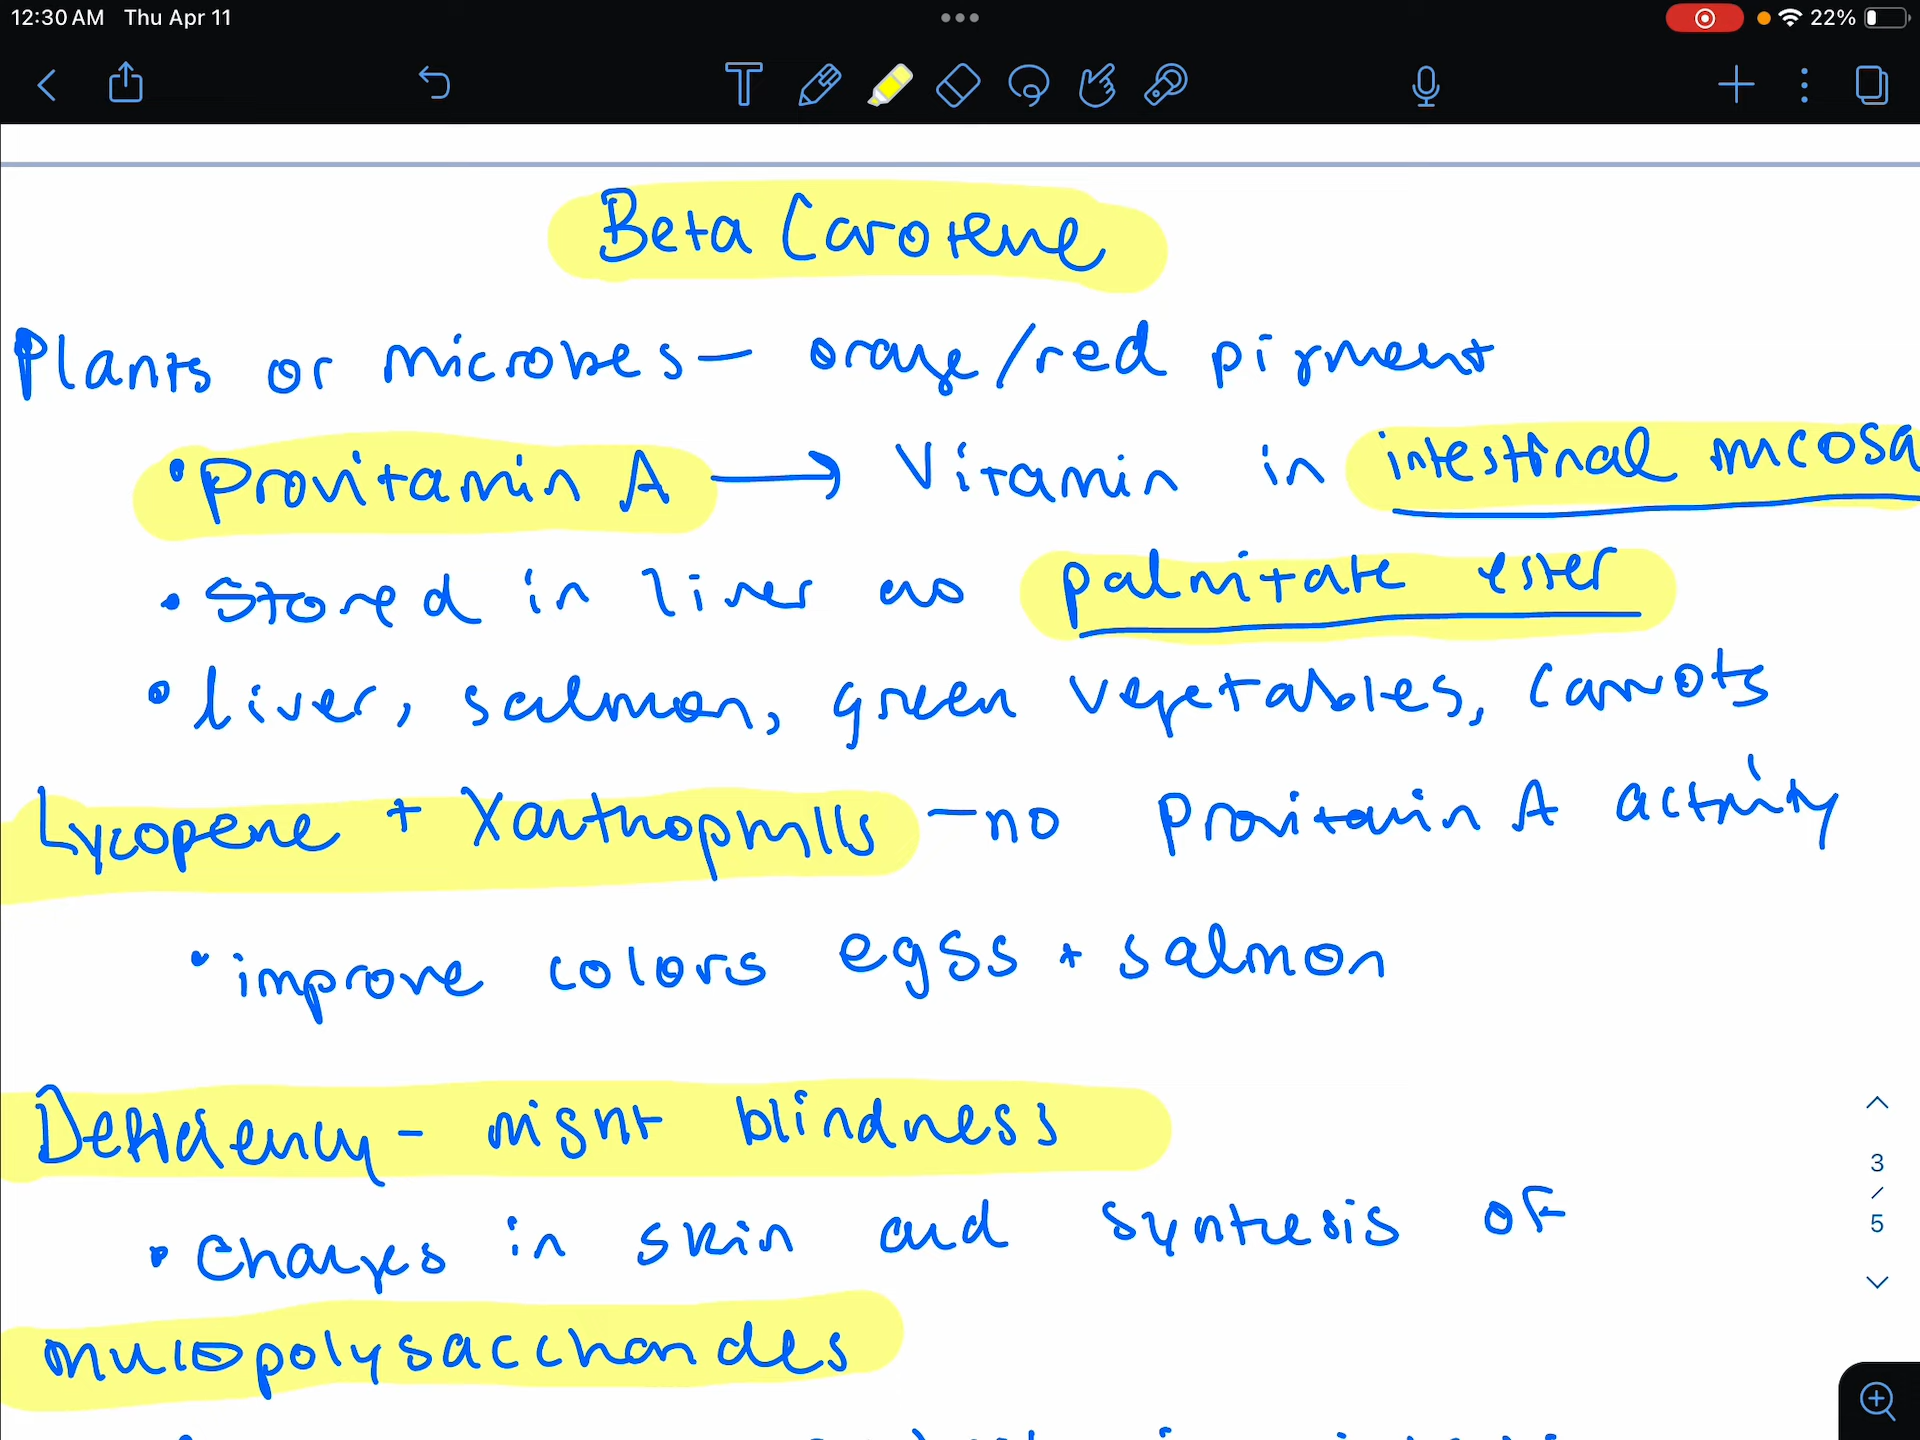 12:30 AM Thu Apr 11
22%
Beta Carotene
Plants or microbes - orange/red pigment
• Provitamin A → Vitamin in intestinal mucosa
• Stored in liver as palmitate ester
• liver, salmon, green vegetables, carrots
Lycopene + Xanthophylls - no Provitamin A activity
• improve colors eggs + salmon
Deficiency - night blindness
• Changes in skin and synthesis of
mucopolysaccharides
3
/
5